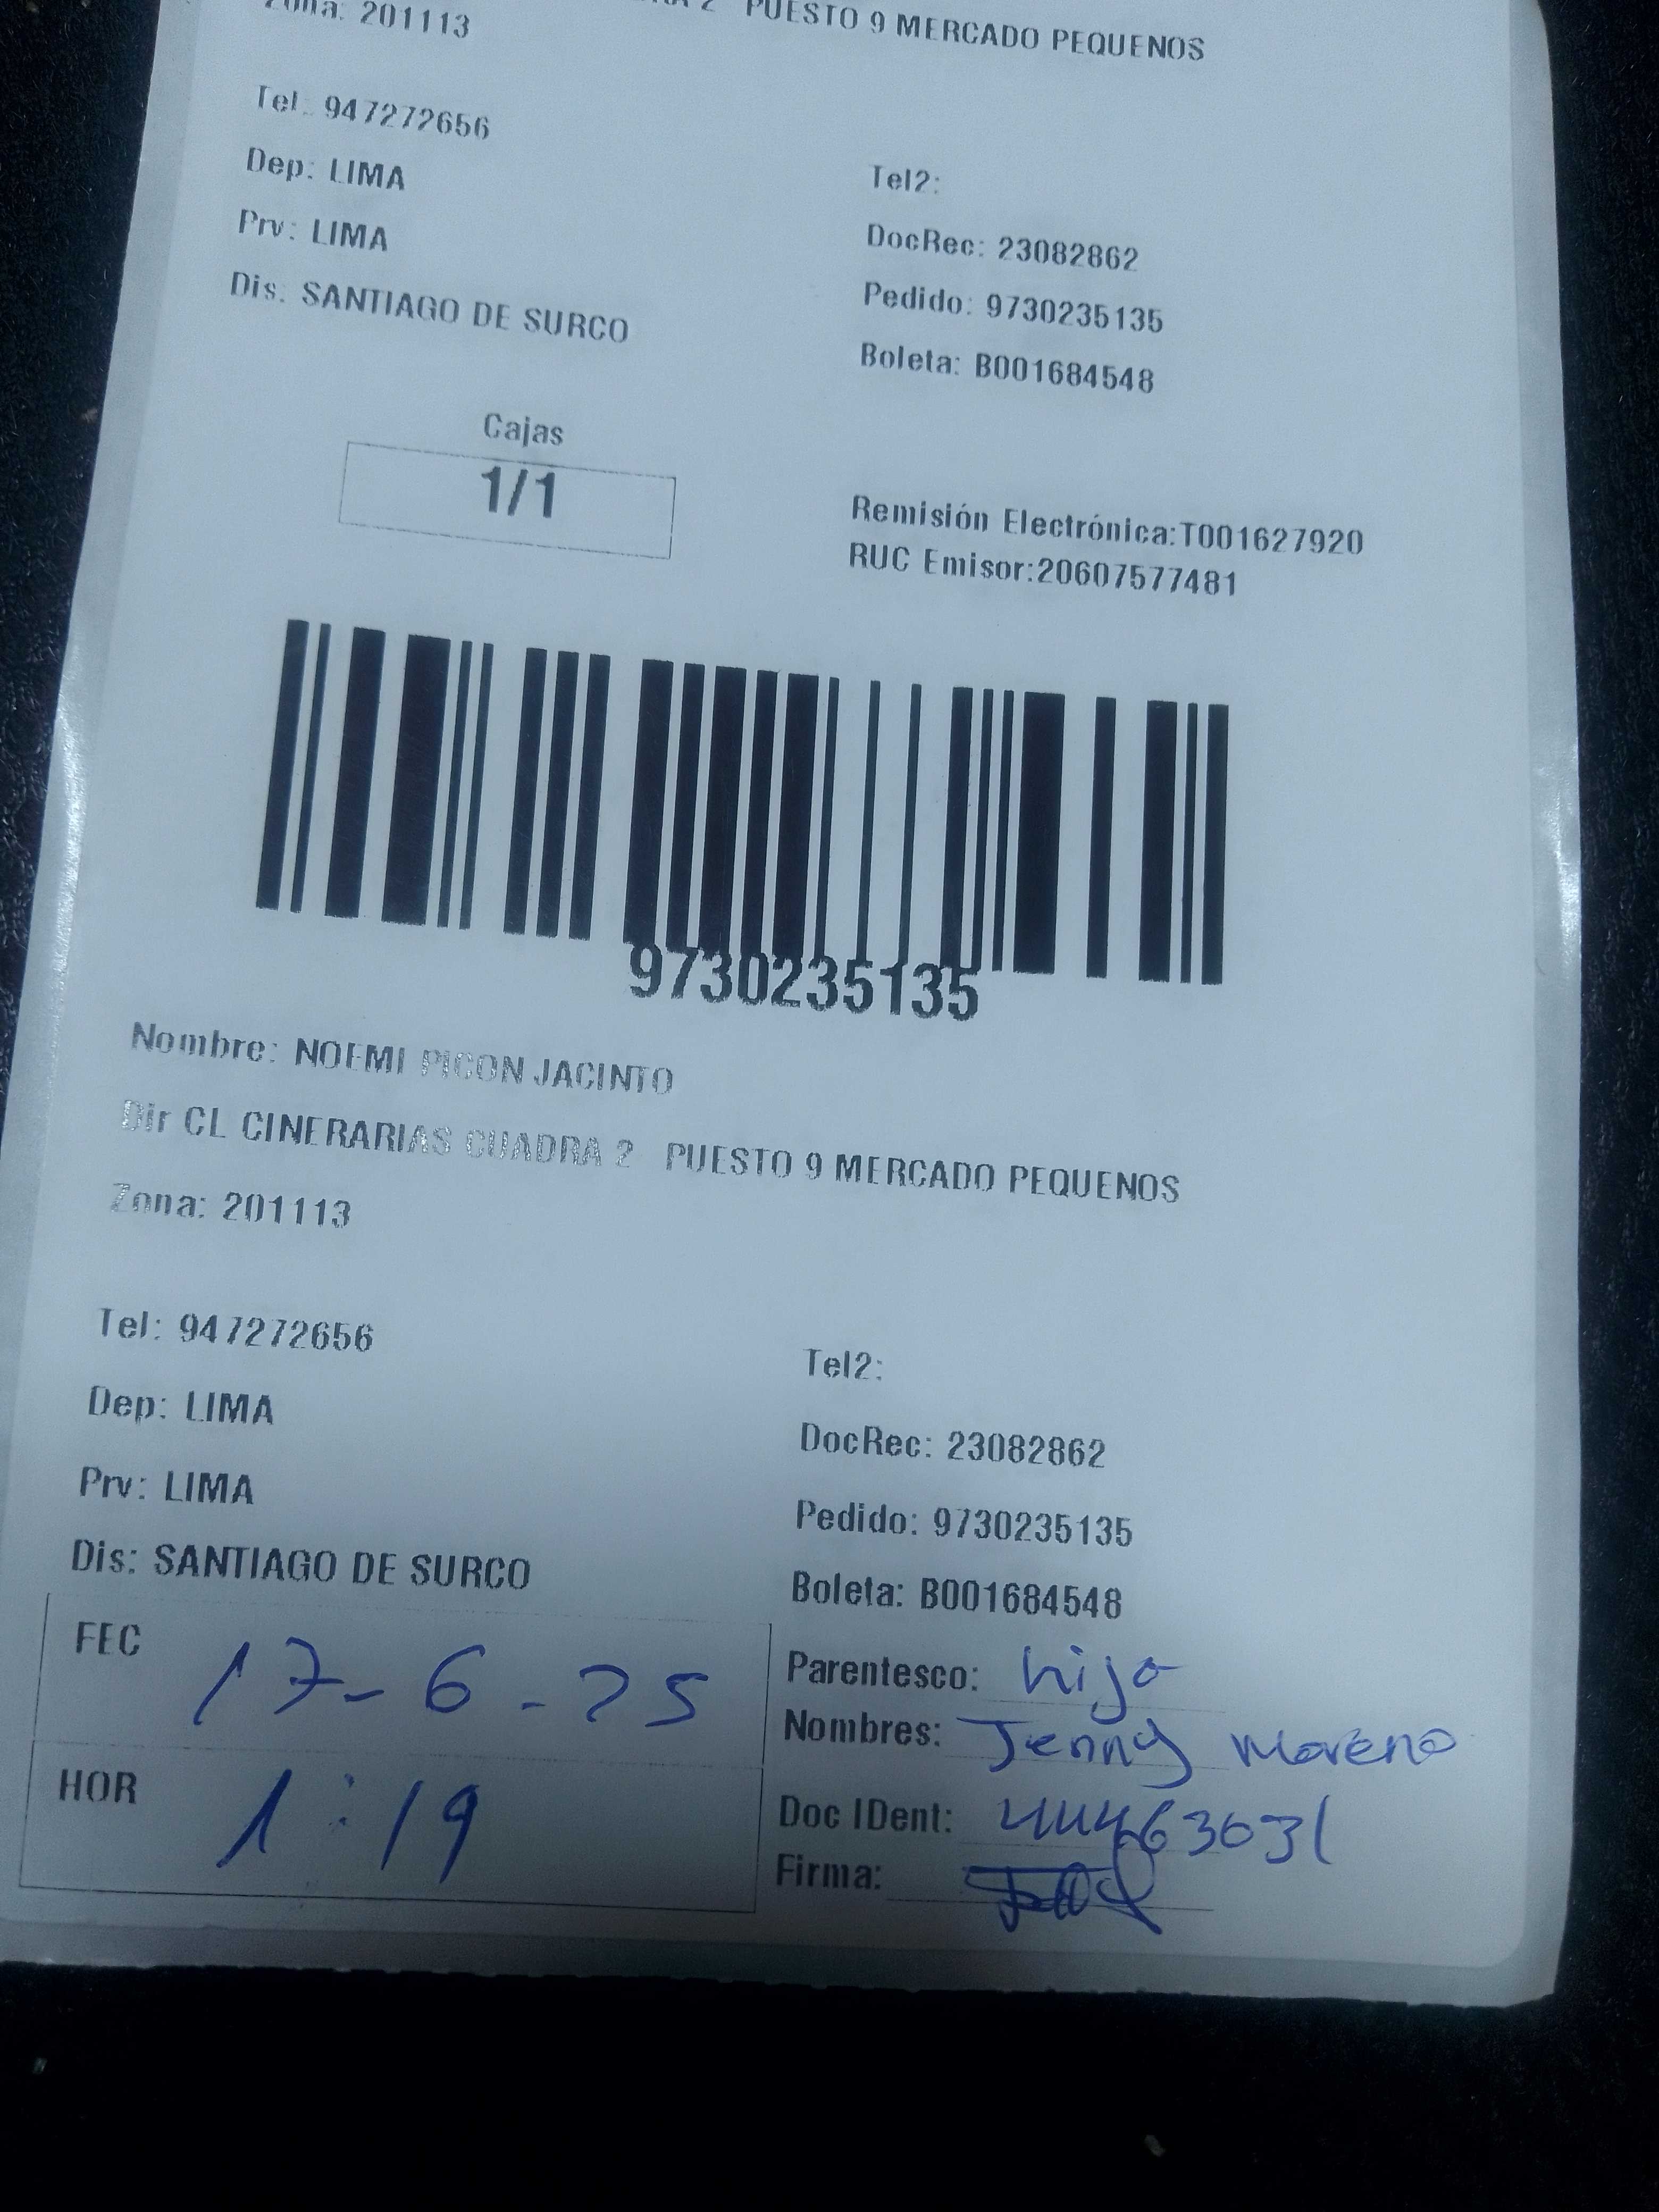 PUESTO 9 MERCADO PEQUENOS
Zona: 201113
Tel: 947272656
Tel2:
Dep: LIMA
DocRec: 23082862
Prv: LIMA
Pedido: 9730235135
Dis: SANTIAGO DE SURCO
Boleta: B001684548
Cajas
1/1
Remisión Electrónica:T001627920
RUC Emisor:20607577481
9730235135
Nombre: NOEMI PICON JACINTO
Dir CL CINERARIAS CUADRA 2 PUESTO 9 MERCADO PEQUENOS
Zona: 201113
Tel: 947272656
Tel2:
Dep: LIMA
DocRec: 23082862
Prv: LIMA
Pedido: 9730235135
Dis: SANTIAGO DE SURCO
Boleta: B001684548
FEC 17-6-25
Parentesco: hija
Nombres: Jenny Moreno
HOR 1:19
Doc IDent: 44463031
Firma: